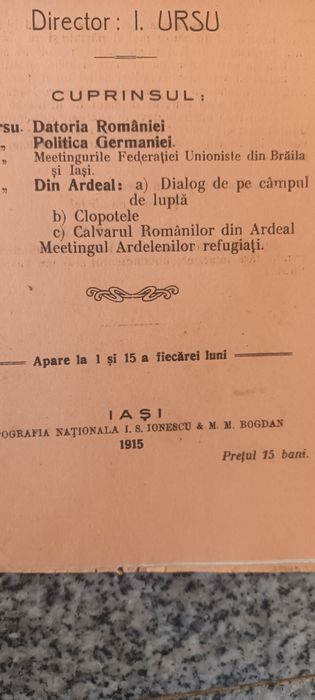 Director: I. URSU
CUPRINSUL:
rsu. Datoria României
„ Politica Germaniei.
„ Meetingurile Federației Unioniste din Brăila
și Iași.
„ Din Ardeal: a) Dialog de pe câmpul
de luptă
b) Clopotele
c) Calvarul Românilor din Ardeal
Meetingul Ardelenilor refugiați.
Apare la 1 și 15 a fiecărei luni
IAȘI
OGRAFIA NAȚIONALA I. S. IONESCU & M. M. BOGDAN
1915
Prețul 15 bani.